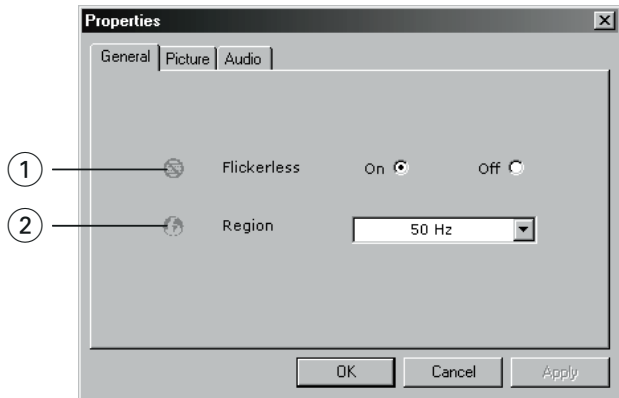 Properties
General Picture Audio
1 Flickerless On Off
2 Region 50 Hz
OK Cancel Apply